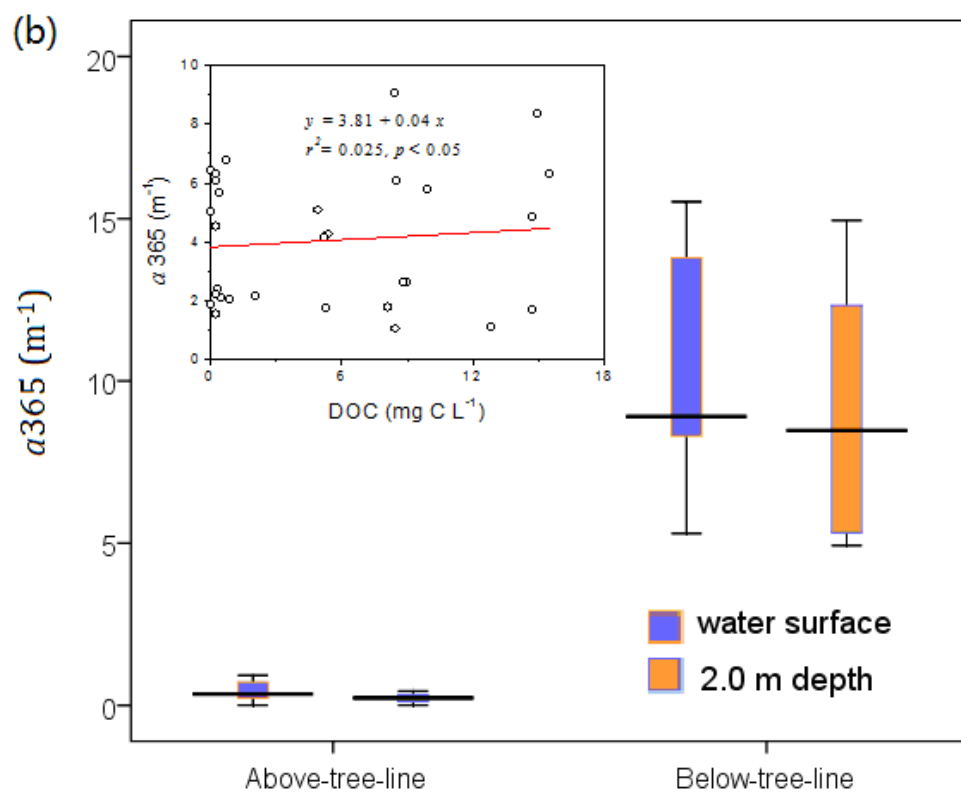 (b)
20
15
10
5
0
a365 (m-1)
10
8
6
4
2
0
a 365 (m-1)
y = 3.81 + 0.04 x
r2= 0.025, p < 0.05
0 6 12 18
DOC (mg C L-1)
water surface
2.0 m depth
Above-tree-line Below-tree-line